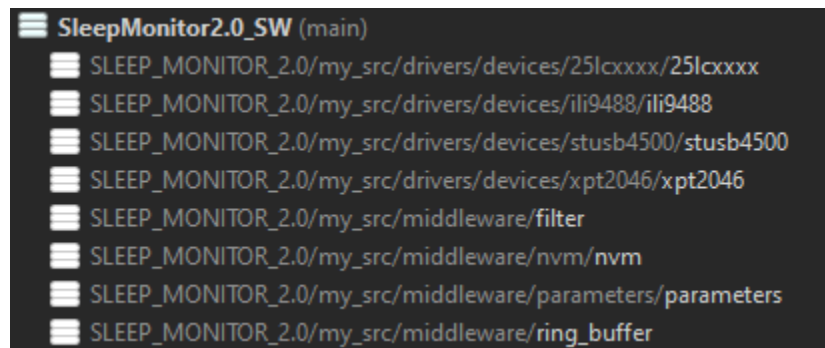 SleepMonitor2.0_SW (main)
SLEEP_MONITOR_2.0/my_src/drivers/devices/25lcxxxx/25lcxxxx
SLEEP_MONITOR_2.0/my_src/drivers/devices/ili9488/ili9488
SLEEP_MONITOR_2.0/my_src/drivers/devices/stusb4500/stusb4500
SLEEP_MONITOR_2.0/my_src/drivers/devices/xpt2046/xpt2046
SLEEP_MONITOR_2.0/my_src/middleware/filter
SLEEP_MONITOR_2.0/my_src/middleware/nvm/nvm
SLEEP_MONITOR_2.0/my_src/middleware/parameters/parameters
SLEEP_MONITOR_2.0/my_src/middleware/ring_buffer